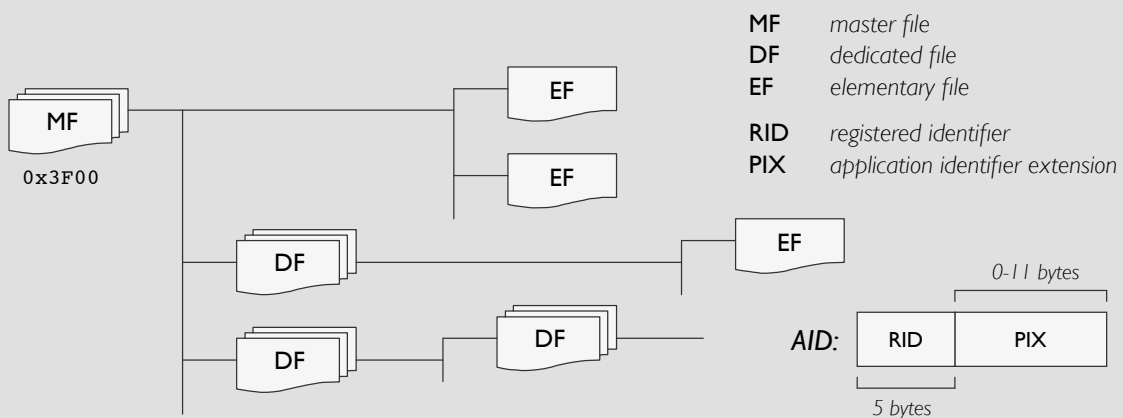 MF master file
DF dedicated file
EF elementary file
RID registered identifier
PIX application identifier extension
MF
0x3F00
EF
EF
DF
EF
DF
DF
0-11 bytes
AID: RID PIX
5 bytes